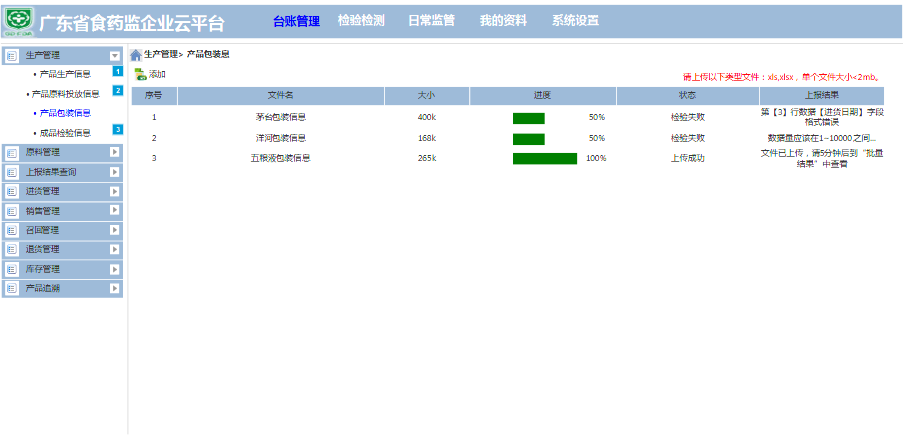 广东省食药监企业云平台
台账管理 检验检测 日常监管 我的资料 系统设置
生产管理
• 产品生产信息 1
• 产品原料投放信息 2
• 产品包装信息
• 成品检验信息 3
原料管理
上报结果查询
进货管理
销售管理
召回管理
退货管理
库存管理
产品追溯
生产管理> 产品包装息
添加
请上传以下类型文件：xls,xlsx，单个文件大小<2mb。
序号 文件名 大小 进度 状态 上报结果
1 茅台包装信息 400k 50% 检验失败 第【3】行数据【进货日期】字段
格式错误
2 洋河包装信息 168k 50% 检验失败 数据量应该在1--10000之间...
3 五粮液包装信息 265k 100% 上传成功 文件已上传，请5分钟后到“批量
结果”中查看